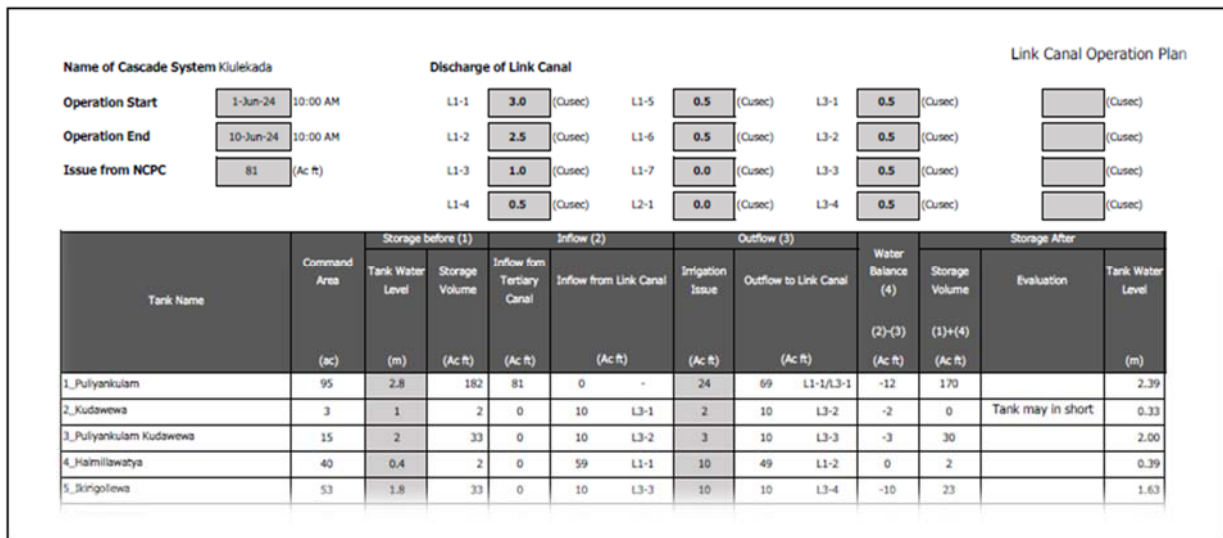 Link Canal Operation Plan
Name of Cascade System Kiulekada Discharge of Link Canal
Operation Start 1-Jun-24 10:00 AM L1-1 3.0 (Cusec) L1-5 0.5 (Cusec) L3-1 0.5 (Cusec) (Cusec)
Operation End 10-Jun-24 10:00 AM L1-2 2.5 (Cusec) L1-6 0.5 (Cusec) L3-2 0.5 (Cusec) (Cusec)
Issue from NCPC 81 (Ac ft) L1-3 1.0 (Cusec) L1-7 0.0 (Cusec) L3-3 0.5 (Cusec) (Cusec)
L1-4 0.5 (Cusec) L2-1 0.0 (Cusec) L3-4 0.5 (Cusec) (Cusec)
Storage before (1) Inflow (2) Outflow (3) Storage After
Tank Name Command Area Tank Water Level Storage Volume Inflow fom Tertiary Canal Inflow from Link Canal Irrigation Issue Outflow to Link Canal Water Balance (4) Storage Volume Evaluation Tank Water Level
(2)-(3) (1)+(4)
(ac) (m) (Ac ft) (Ac ft) (Ac ft) (Ac ft) (Ac ft) (Ac ft) (Ac ft) (m)
1_Puliyankulam 95 2.8 182 81 0 - 24 69 L1-1/L3-1 -12 170 2.39
2_Kudawewa 3 1 2 0 10 L3-1 2 10 L3-2 -2 0 Tank may in short 0.33
3_Puliyankulam Kudawewa 15 2 33 0 10 L3-2 3 10 L3-3 -3 30 2.00
4_Halmillawatya 40 0.4 2 0 59 L1-1 10 49 L1-2 0 2 0.39
5_Ikirigollewa 53 1.8 33 0 10 L3-3 10 10 L3-4 -10 23 1.63